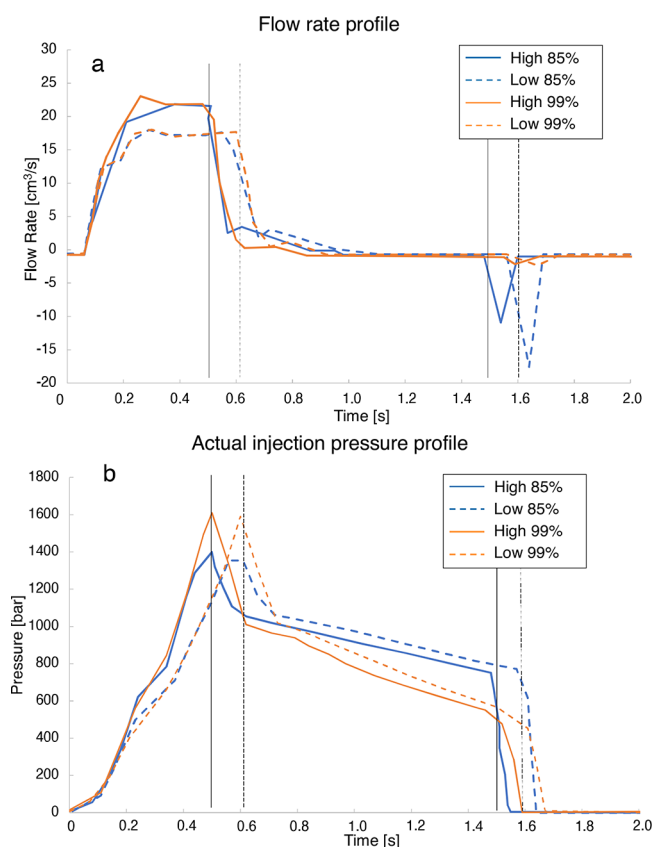 Flow rate profile
a
High 85%
Low 85%
High 99%
Low 99%
Flow Rate [cm³/s]
30
25
20
15
10
5
0
-5
-10
-15
-20
0 0.2 0.4 0.6 0.8 1.0 1.2 1.4 1.6 1.8 2.0
Time [s]
Actual injection pressure profile
b
High 85%
Low 85%
High 99%
Low 99%
Pressure [bar]
1800
1600
1400
1200
1000
800
600
400
200
0
0.0 0.2 0.4 0.6 0.8 1.0 1.2 1.4 1.6 1.8 2.0
Time [s]